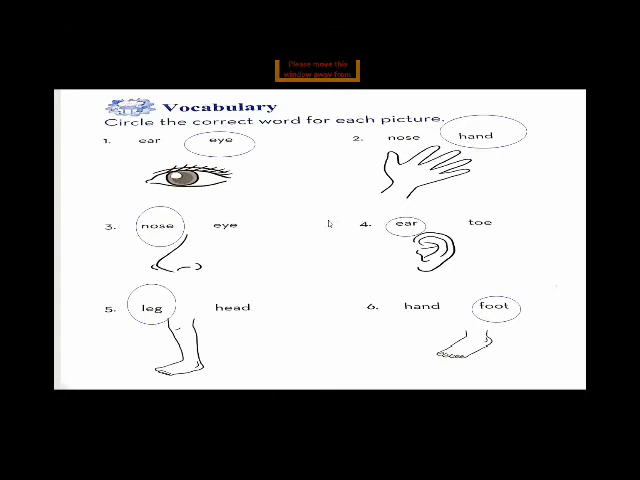 Please move this
window away from
Vocabulary
Circle the correct word for each picture.
1. ear eye
2. nose hand
3. nose eye
4. ear toe
5. leg head
6. hand foot